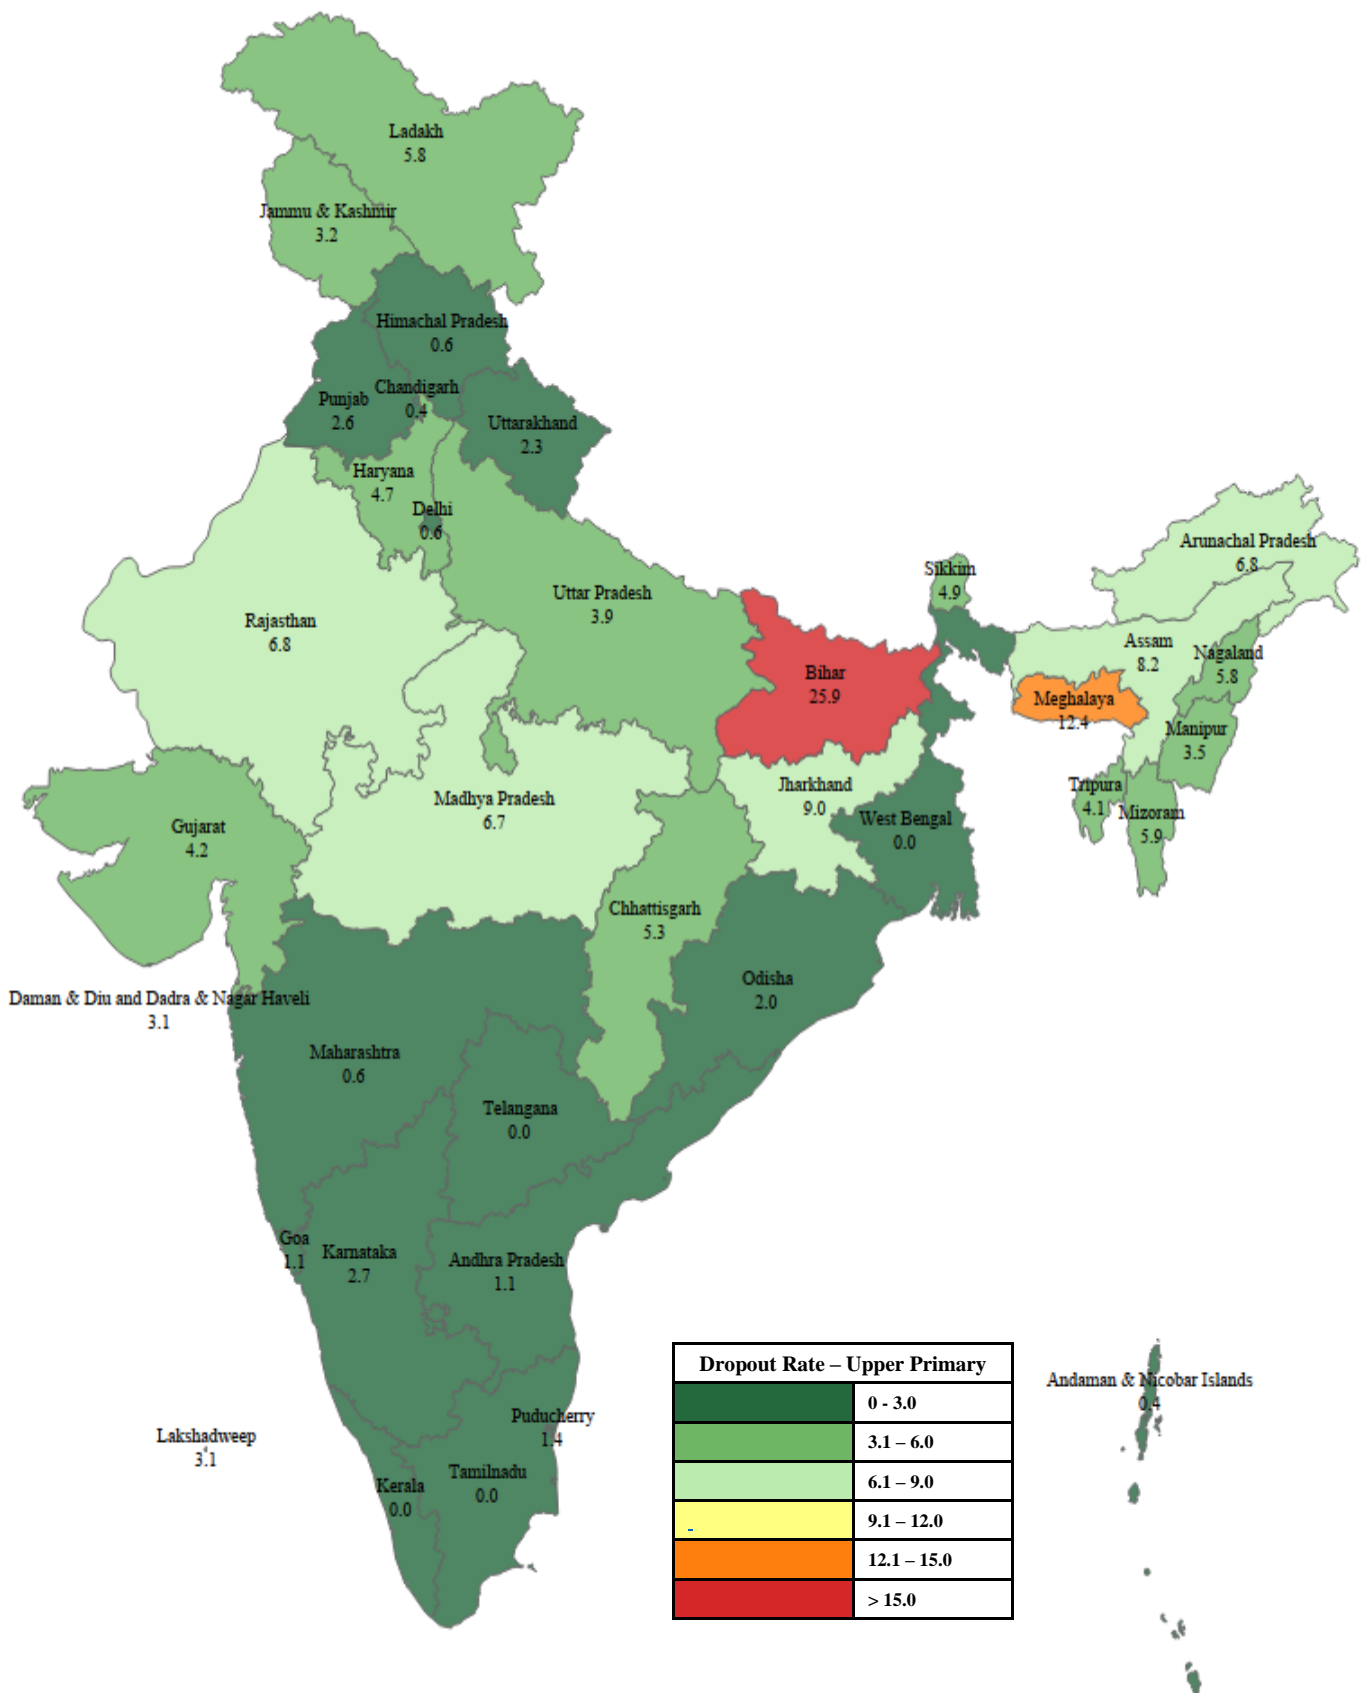 Ladakh
5.8
Jammu & Kashmir
3.2
Himachal Pradesh
0.6
Chandigarh
0.4
Punjab
2.6
Uttarakhand
2.3
Haryana
4.7
Delhi
0.6
Arunachal Pradesh
6.8
Sikkim
4.9
Uttar Pradesh
3.9
Rajasthan
6.8
Assam
8.2
Nagaland
5.8
Bihar
25.9
Meghalaya
12.4
Manipur
3.5
Jharkhand
9.0
Tripura
4.1
Mizoram
5.9
Madhya Pradesh
6.7
West Bengal
0.0
Gujarat
4.2
Chhattisgarh
5.3
Odisha
2.0
Daman & Diu and Dadra & Nagar Haveli
3.1
Maharashtra
0.6
Telangana
0.0
Goa
1.1
Karnataka
2.7
Andhra Pradesh
1.1
Dropout Rate – Upper Primary
0 - 3.0
3.1 – 6.0
6.1 – 9.0
- 9.1 – 12.0
12.1 – 15.0
> 15.0
Andaman & Nicobar Islands
0.4
Puducherry
1.4
Lakshadweep
3.1
Kerala
0.0
Tamilnadu
0.0